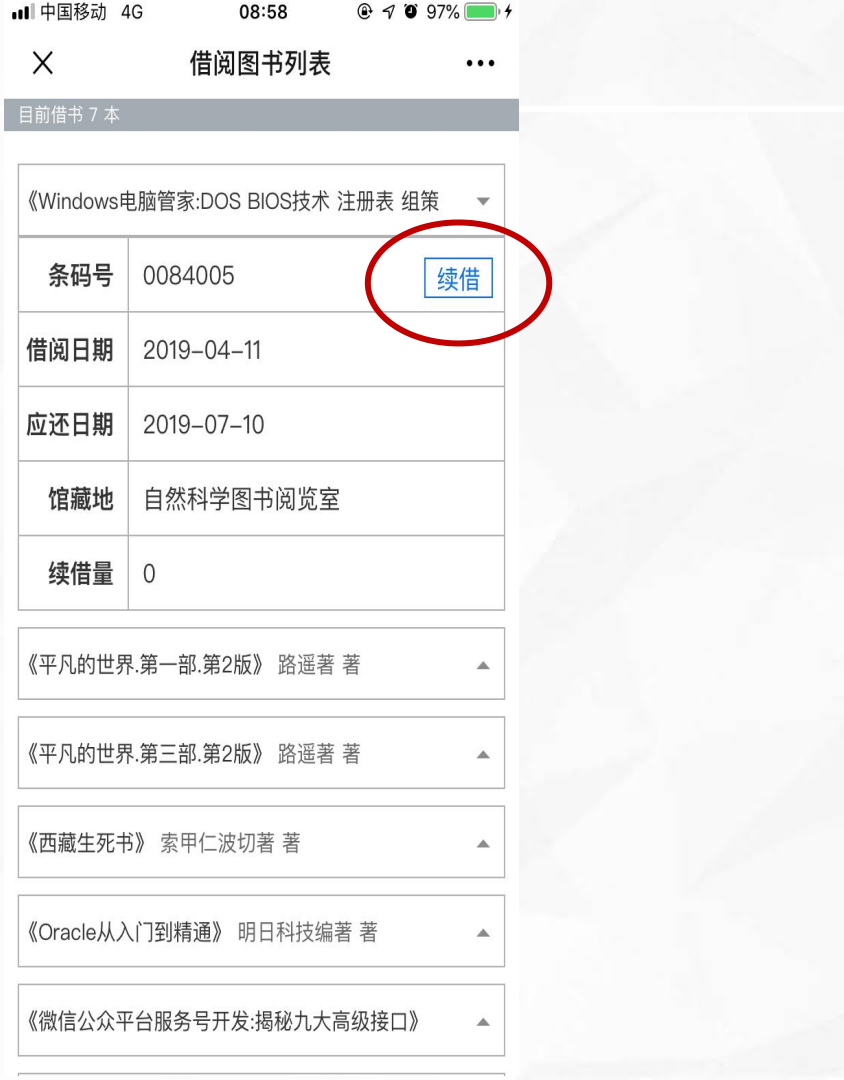 中国移动 4G 08:58 97%
借阅图书列表
目前借书 7 本
《Windows电脑管家:DOS BIOS技术 注册表 组策
条码号 0084005 续借
借阅日期 2019-04-11
应还日期 2019-07-10
馆藏地 自然科学图书阅览室
续借量 0
《平凡的世界.第一部.第2版》 路遥著 著
《平凡的世界.第三部.第2版》 路遥著 著
《西藏生死书》 索甲仁波切著 著
《Oracle从入门到精通》 明日科技编著 著
《微信公众平台服务号开发:揭秘九大高级接口》